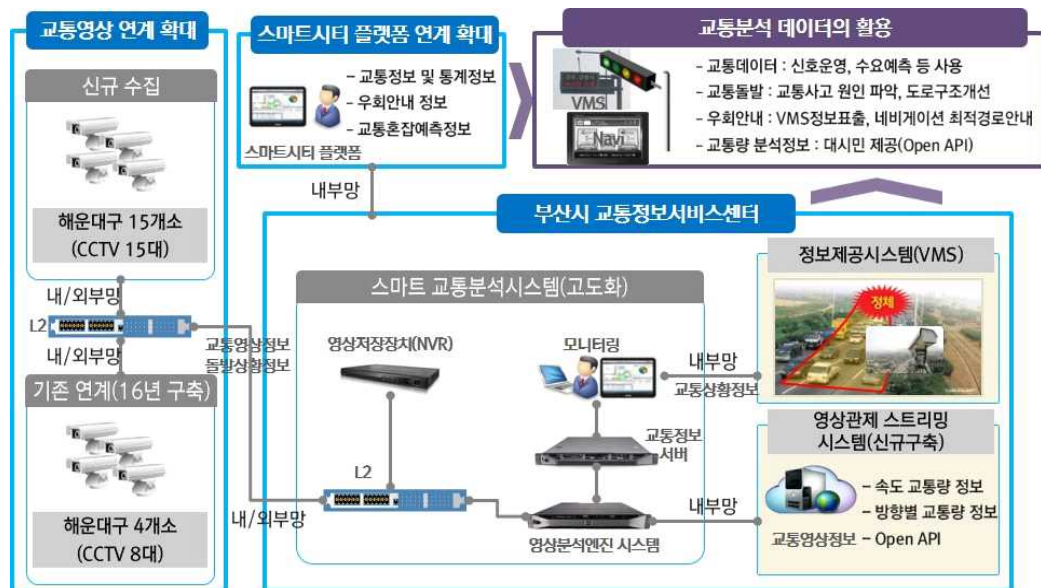 교통영상 연계 확대
신규 수집
해운대구 15개소
(CCTV 15대)
내/외부망
L2
내/외부망
기존 연계(16년 구축)
해운대구 4개소
(CCTV 8대)
교통영상정보
돌발상황정보
내/외부망
스마트시티 플랫폼 연계 확대
– 교통정보 및 통계정보
– 우회안내 정보
– 교통혼잡예측정보
스마트시티 플랫폼
내부망
교통분석 데이터의 활용
VMS
Navi
– 교통데이터 : 신호운영, 수요예측 등 사용
– 교통돌발 : 교통사고 원인 파악, 도로구조개선
– 우회안내 : VMS정보표출, 네비게이션 최적경로안내
– 교통량 분석정보 : 대시민 제공(Open API)
부산시 교통정보서비스센터
스마트 교통분석시스템(고도화)
영상저장장치(NVR)
모니터링
L2
교통정보
서버
영상분석엔진 시스템
내부망
교통상황정보
내부망
정보제공시스템(VMS)
정체
영상관제 스트리밍
시스템(신규구축)
– 속도 교통량 정보
– 방향별 교통량 정보
교통영상정보 – Open API